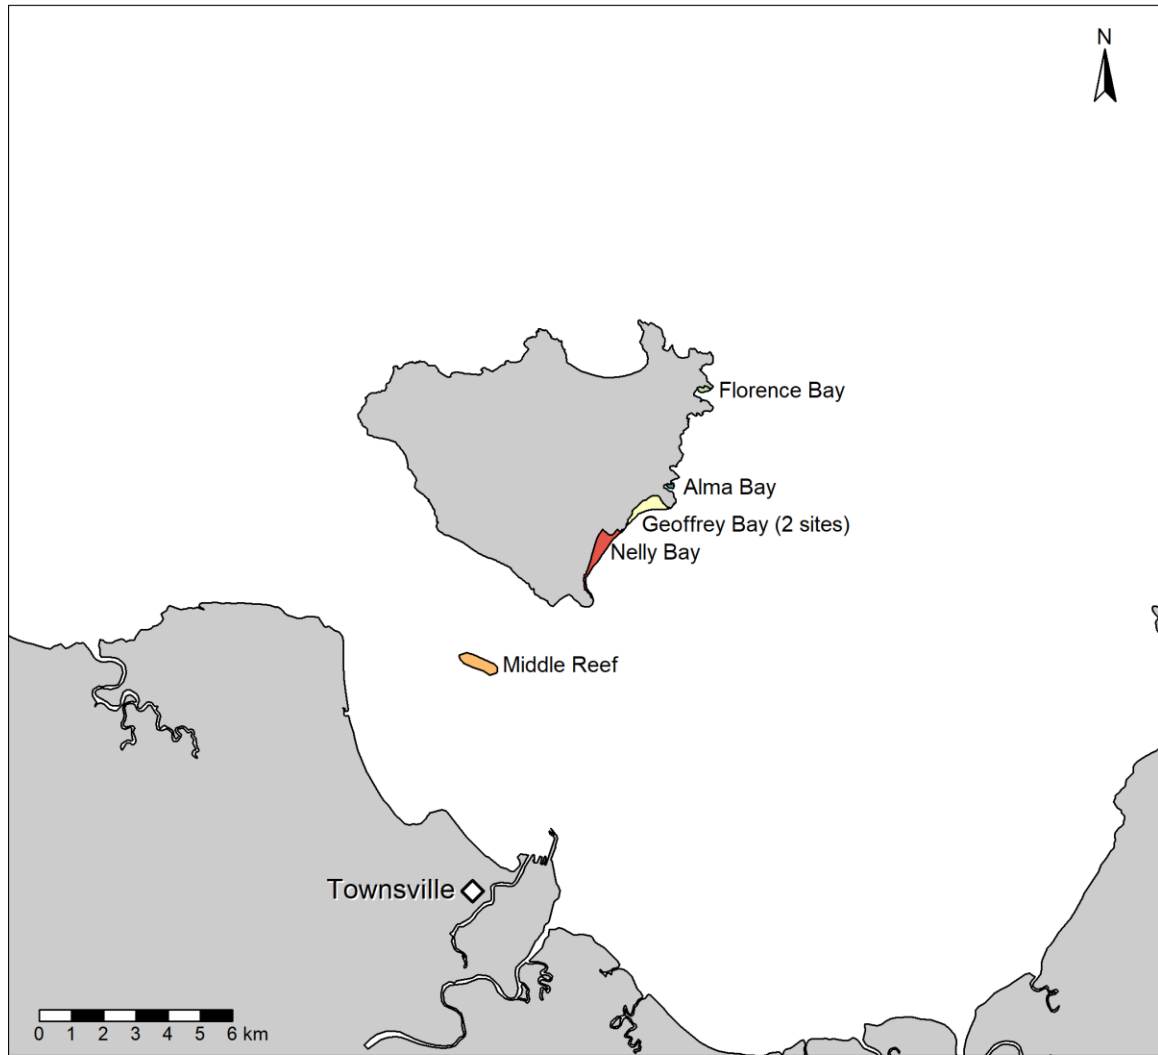 N
Florence Bay
Alma Bay
Geoffrey Bay (2 sites)
Nelly Bay
Middle Reef
Townsville
0 1 2 3 4 5 6 km